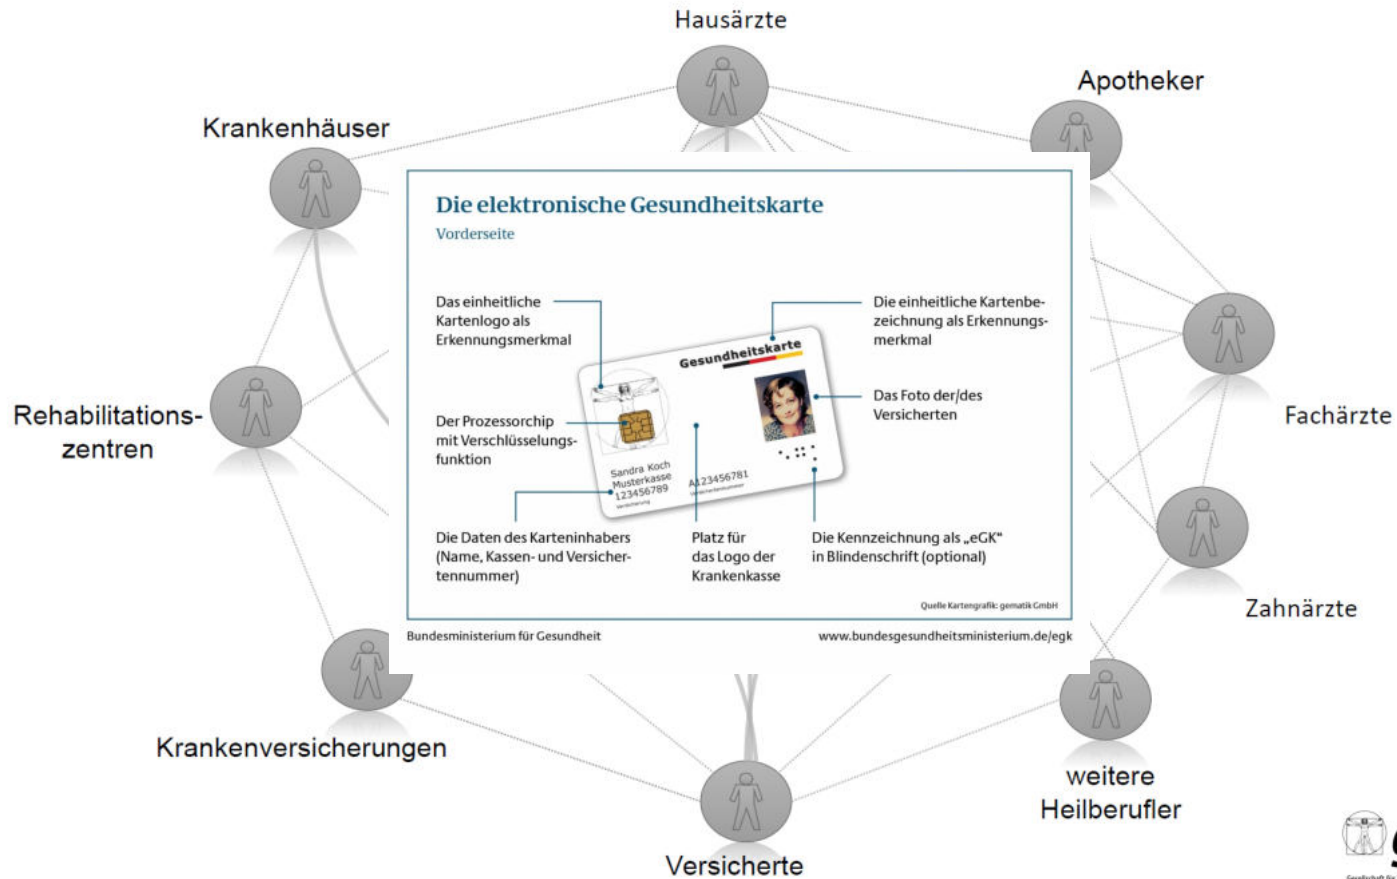 Hausärzte
Apotheker
Krankenhäuser
Die elektronische Gesundheitskarte
Vorderseite
Das einheitliche
Kartenlogo als
Erkennungsmerkmal
Die einheitliche Kartenbe-
zeichnung als Erkennungs-
merkmal
Gesundheitskarte
Der Prozessorchip
mit Verschlüsselungs-
funktion
Das Foto der/des
Versicherten
Sandra Koch
Musterkasse
123456789
Versicherung
A123456781
Versichertennummer
Die Daten des Karteninhabers
(Name, Kassen- und Versicher-
tennummer)
Platz für
das Logo der
Krankenkasse
Die Kennzeichnung als „eGK“
in Blindenschrift (optional)
Quelle Kartengrafik: gematik GmbH
Bundesministerium für Gesundheit
www.bundesgesundheitsministerium.de/egk
Rehabilitations-
zentren
Fachärzte
Zahnärzte
Krankenversicherungen
weitere
Heilberufler
Versicherte
Gesellschaft für